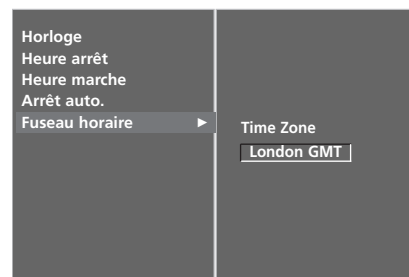 Horloge
Heure arrêt
Heure marche
Arrêt auto.
Fuseau horaire ►
Time Zone
London GMT